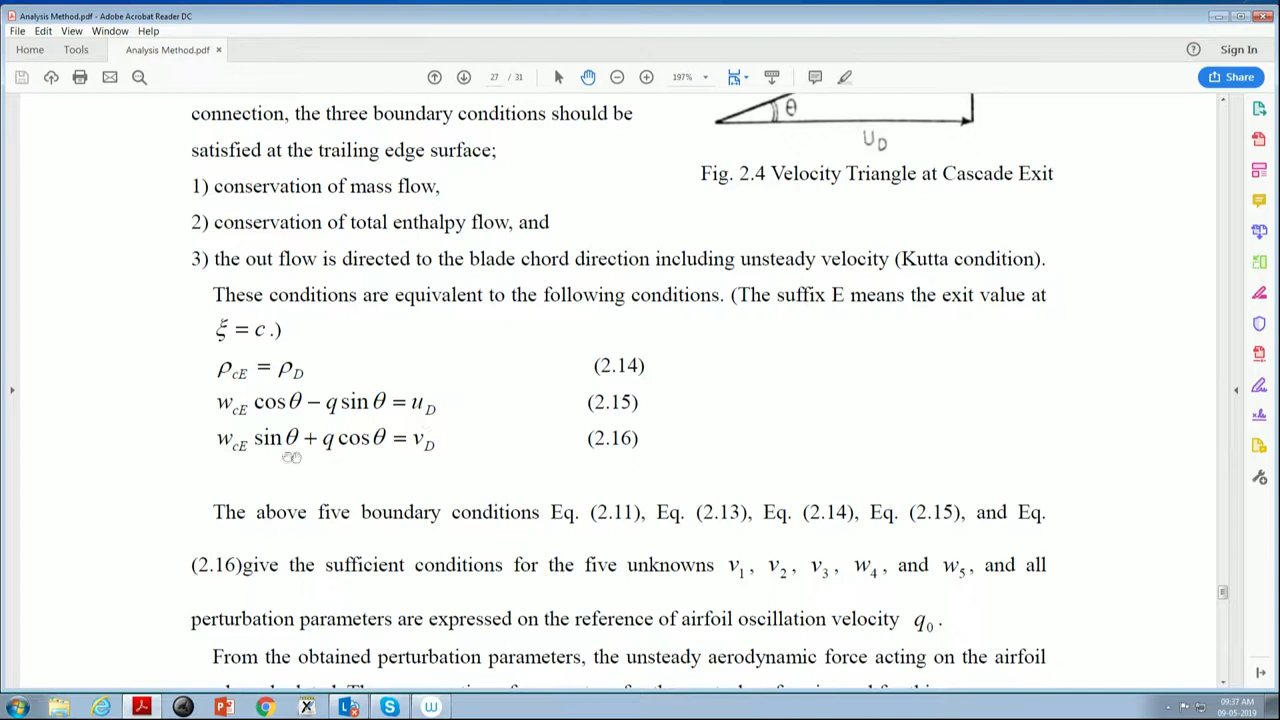 Analysis Method.pdf - Adobe Acrobat Reader DC
File Edit View Window Help
Home Tools Analysis Method.pdf × Sign In
27 / 31 197% Share
connection, the three boundary conditions should be
satisfied at the trailing edge surface;
θ
U_D
Fig. 2.4 Velocity Triangle at Cascade Exit
1) conservation of mass flow,
2) conservation of total enthalpy flow, and
3) the out flow is directed to the blade chord direction including unsteady velocity (Kutta condition).
These conditions are equivalent to the following conditions. (The suffix E means the exit value at
ξ = c .)
ρ_cE = ρ_D (2.14)
w_cE cos θ − q sin θ = u_D (2.15)
w_cE sin θ + q cos θ = v_D (2.16)
The above five boundary conditions Eq. (2.11), Eq. (2.13), Eq. (2.14), Eq. (2.15), and Eq.
(2.16)give the sufficient conditions for the five unknowns v_1 , v_2 , v_3 , w_4 , and w_5 , and all
perturbation parameters are expressed on the reference of airfoil oscillation velocity q_0 .
From the obtained perturbation parameters, the unsteady aerodynamic force acting on the airfoil
09:37 AM
09-05-2019